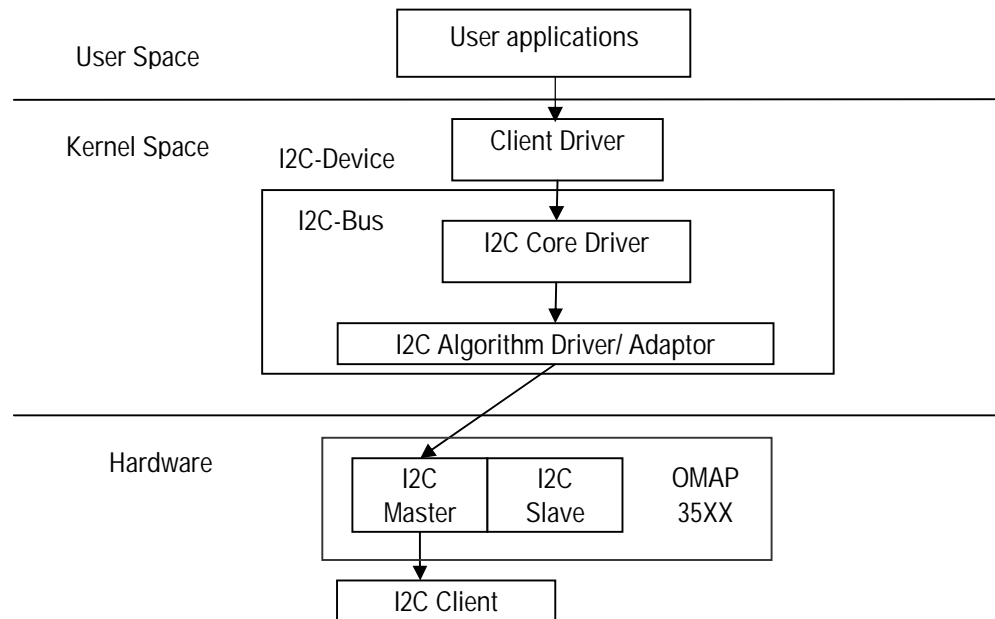 User applications
User Space
Client Driver
Kernel Space
I2C-Device
I2C-Bus
I2C Core Driver
I2C Algorithm Driver/ Adaptor
Hardware
I2C
Master
I2C
Slave
OMAP
35XX
I2C Client